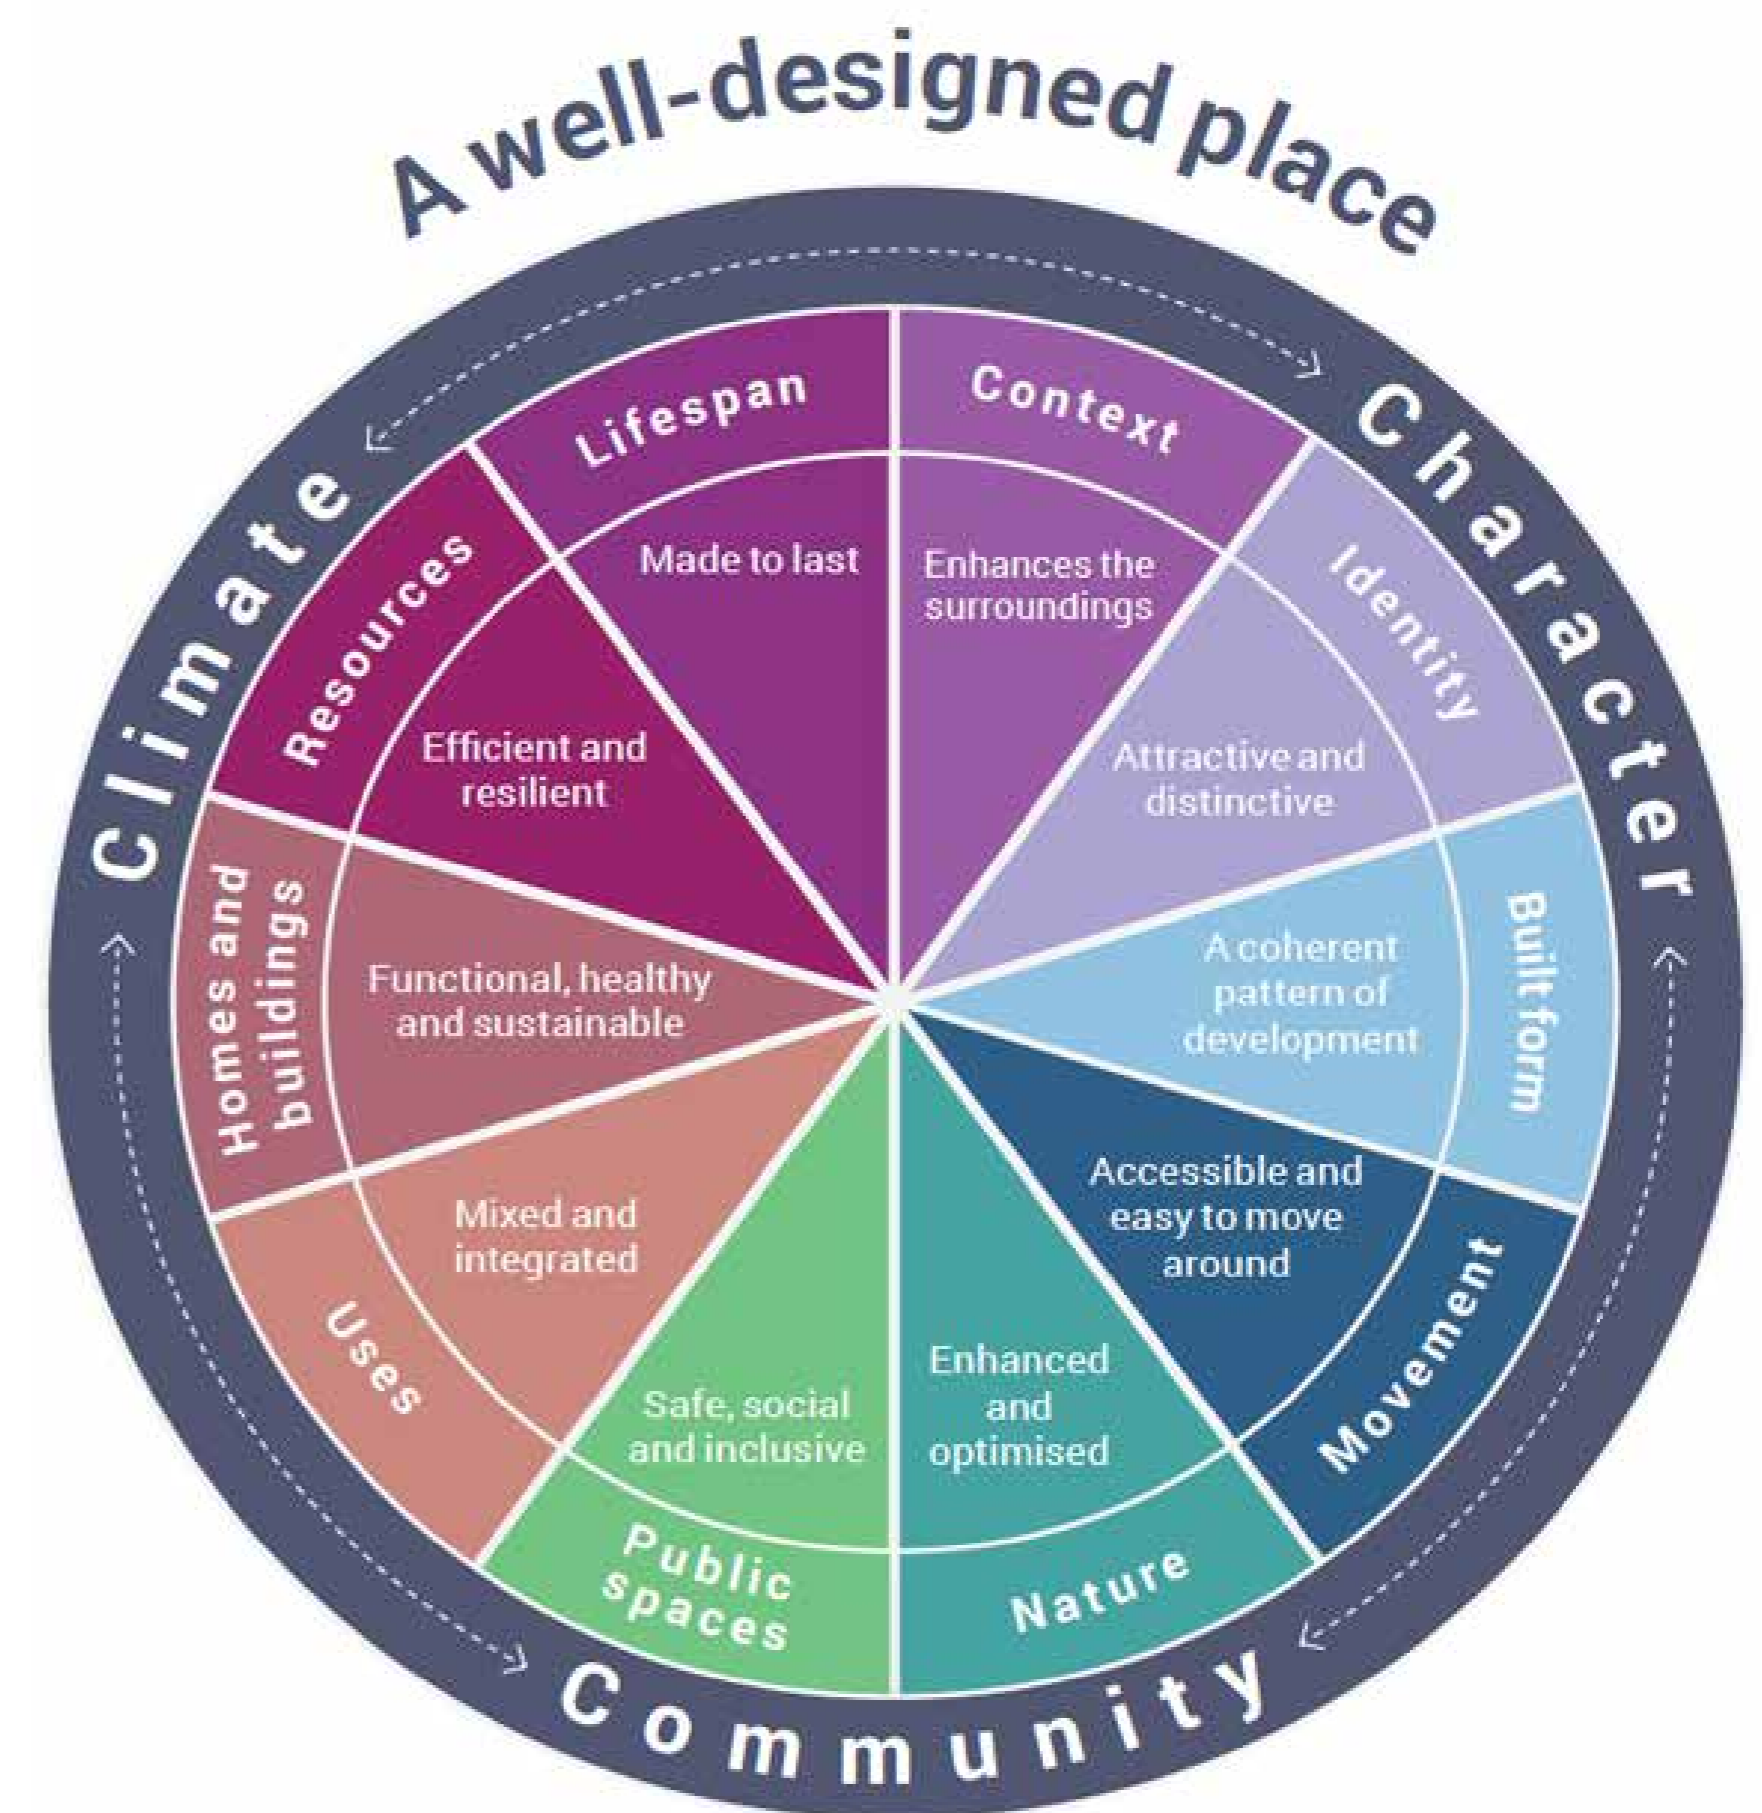 A well-designed place
Climate
Character
Community
Context
Enhances the
surroundings
Identity
Attractive and
distinctive
Built form
A coherent
pattern of
development
Movement
Accessible and
easy to move
around
Nature
Enhanced
and
optimised
Public
spaces
Safe, social
and inclusive
Uses
Mixed and
integrated
Homes and
buildings
Functional, healthy
and sustainable
Resources
Efficient and
resilient
Lifespan
Made to last